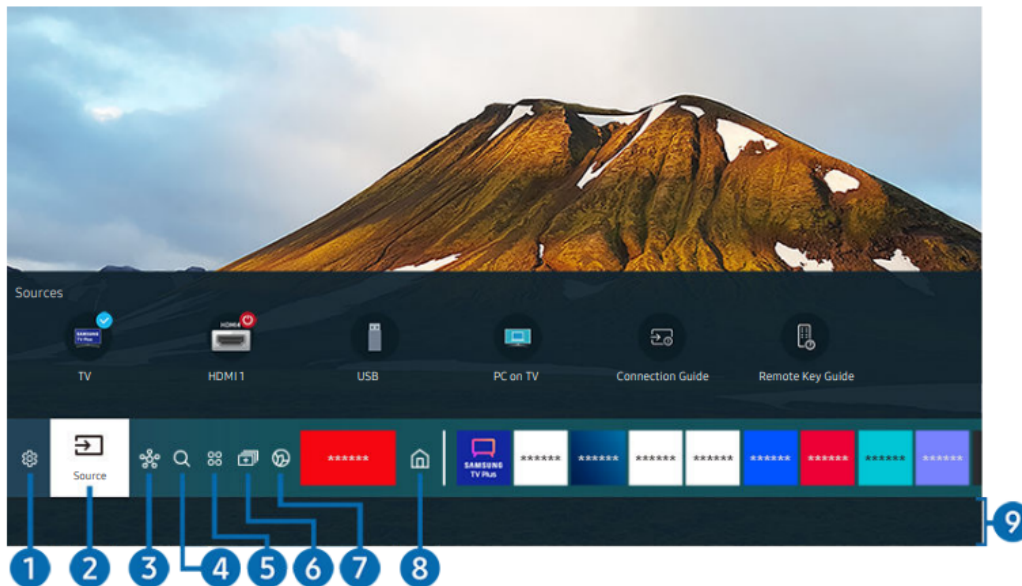 Sources
SAMSUNG
TV Plus
HDMI
TV
HDMI 1
USB
PC on TV
Connection Guide
Remote Key Guide
Source
******
SAMSUNG
TV Plus
******
******
******
******
******
******
******
******
1
2
3
4
5
6
7
8
9